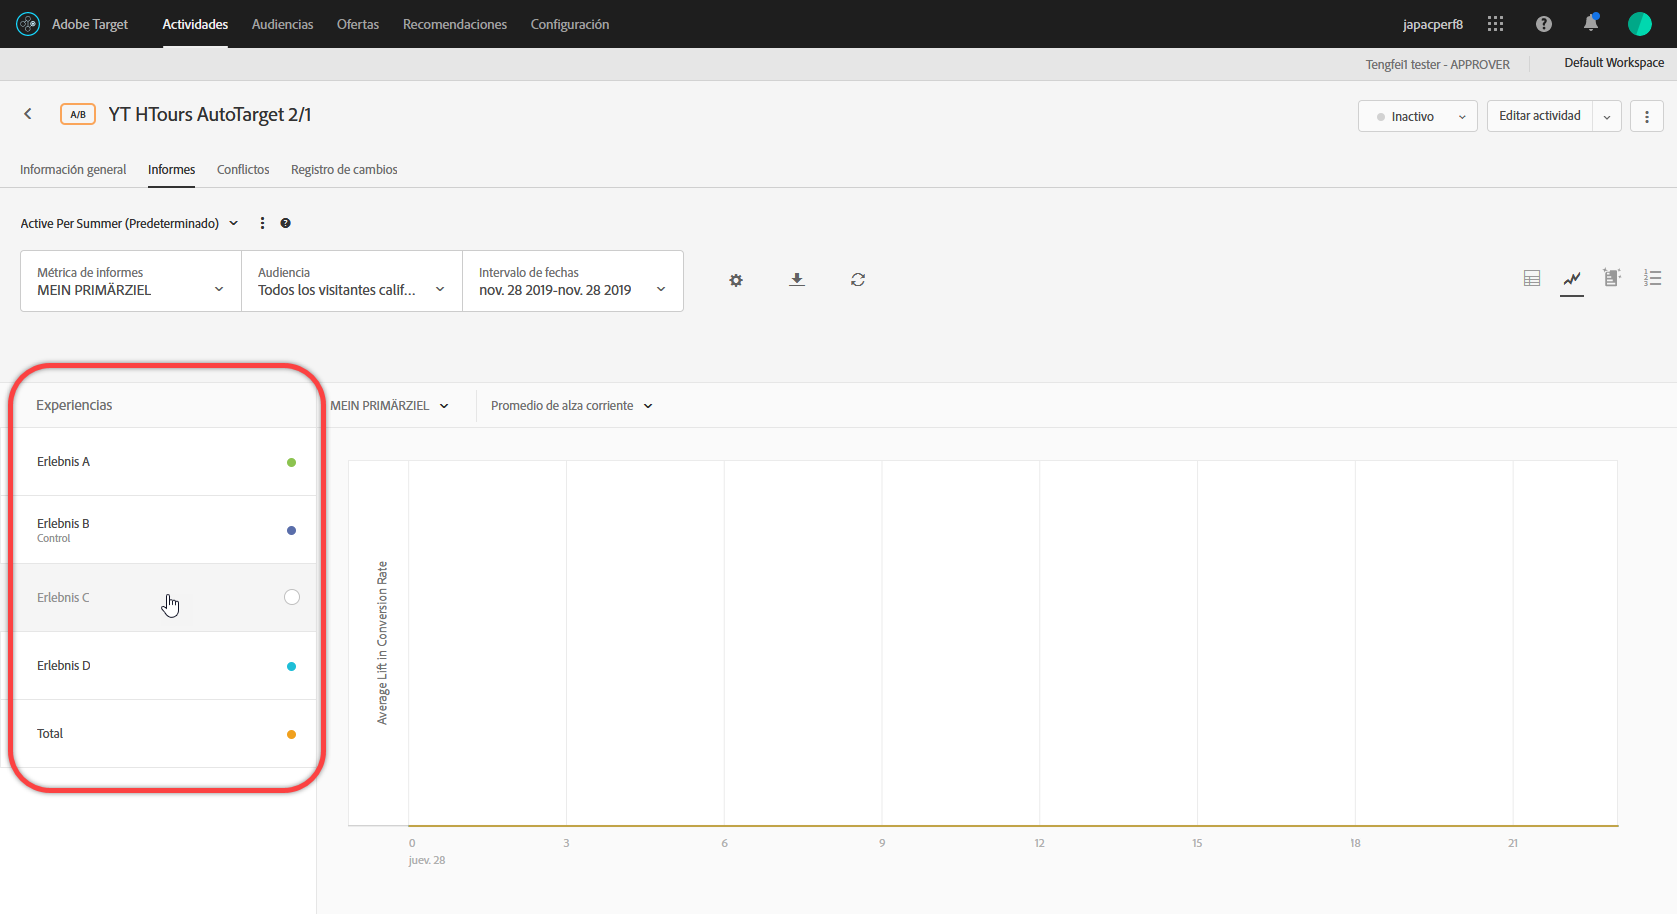 Adobe Target Actividades Audiencias Ofertas Recomendaciones Configuración japacperf8
Tengfei1 tester - APPROVER Default Workspace
A/B YT HTours AutoTarget 2/1 Inactivo Editar actividad
Información general Informes Conflictos Registro de cambios
Active Per Summer (Predeterminado)
Métrica de informes Audiencia Intervalo de fechas
MEIN PRIMÄRZIEL Todos los visitantes calif... nov. 28 2019-nov. 28 2019
Experiencias MEIN PRIMÄRZIEL Promedio de alza corriente
Erlebnis A
Erlebnis B
Control
Erlebnis C
Erlebnis D
Total
Average Lift in Conversion Rate
0 3 6 9 12 15 18 21
juev. 28